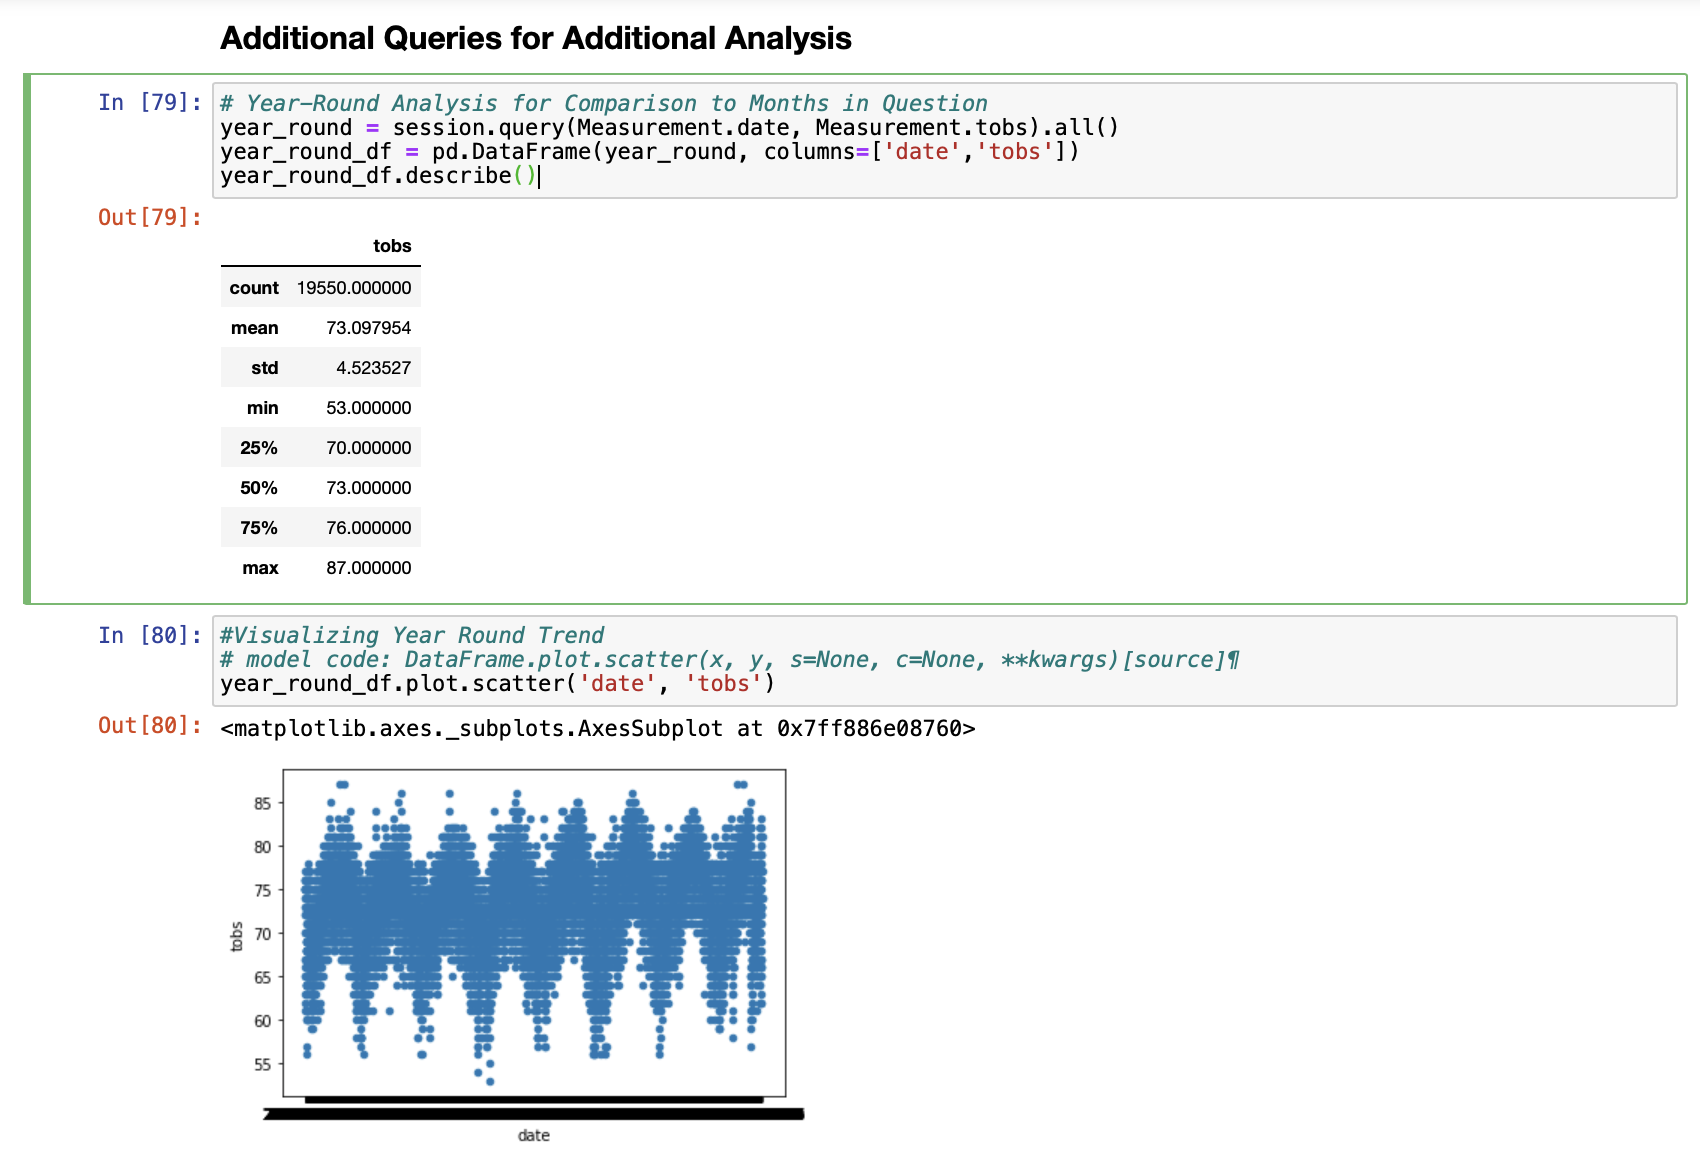 Additional Queries for Additional Analysis
In [79]:
# Year-Round Analysis for Comparison to Months in Question
year_round = session.query(Measurement.date, Measurement.tobs).all()
year_round_df = pd.DataFrame(year_round, columns=['date','tobs'])
year_round_df.describe()
Out[79]:
tobs
count 19550.000000
mean 73.097954
std 4.523527
min 53.000000
25% 70.000000
50% 73.000000
75% 76.000000
max 87.000000
In [80]:
#Visualizing Year Round Trend
# model code: DataFrame.plot.scatter(x, y, s=None, c=None, **kwargs)[source]¶
year_round_df.plot.scatter('date', 'tobs')
Out[80]:
<matplotlib.axes._subplots.AxesSubplot at 0x7ff886e08760>
85
80
75
70
65
60
55
tobs
date